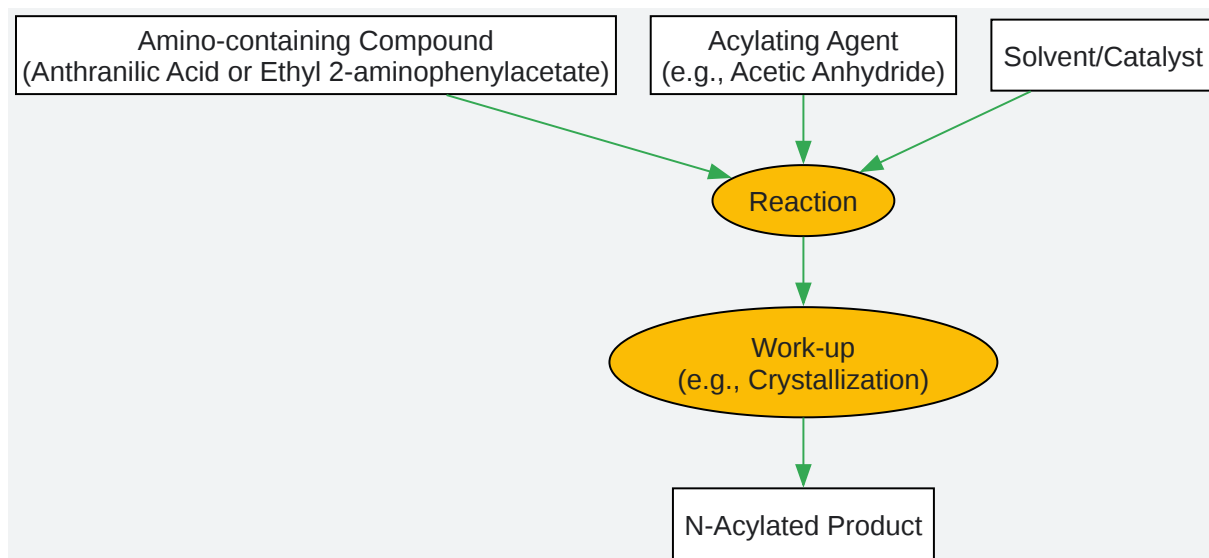 Amino-containing Compound
(Anthranilic Acid or Ethyl 2-aminophenylacetate)
Acylating Agent
(e.g., Acetic Anhydride)
Solvent/Catalyst
Reaction
Work-up
(e.g., Crystallization)
N-Acylated Product